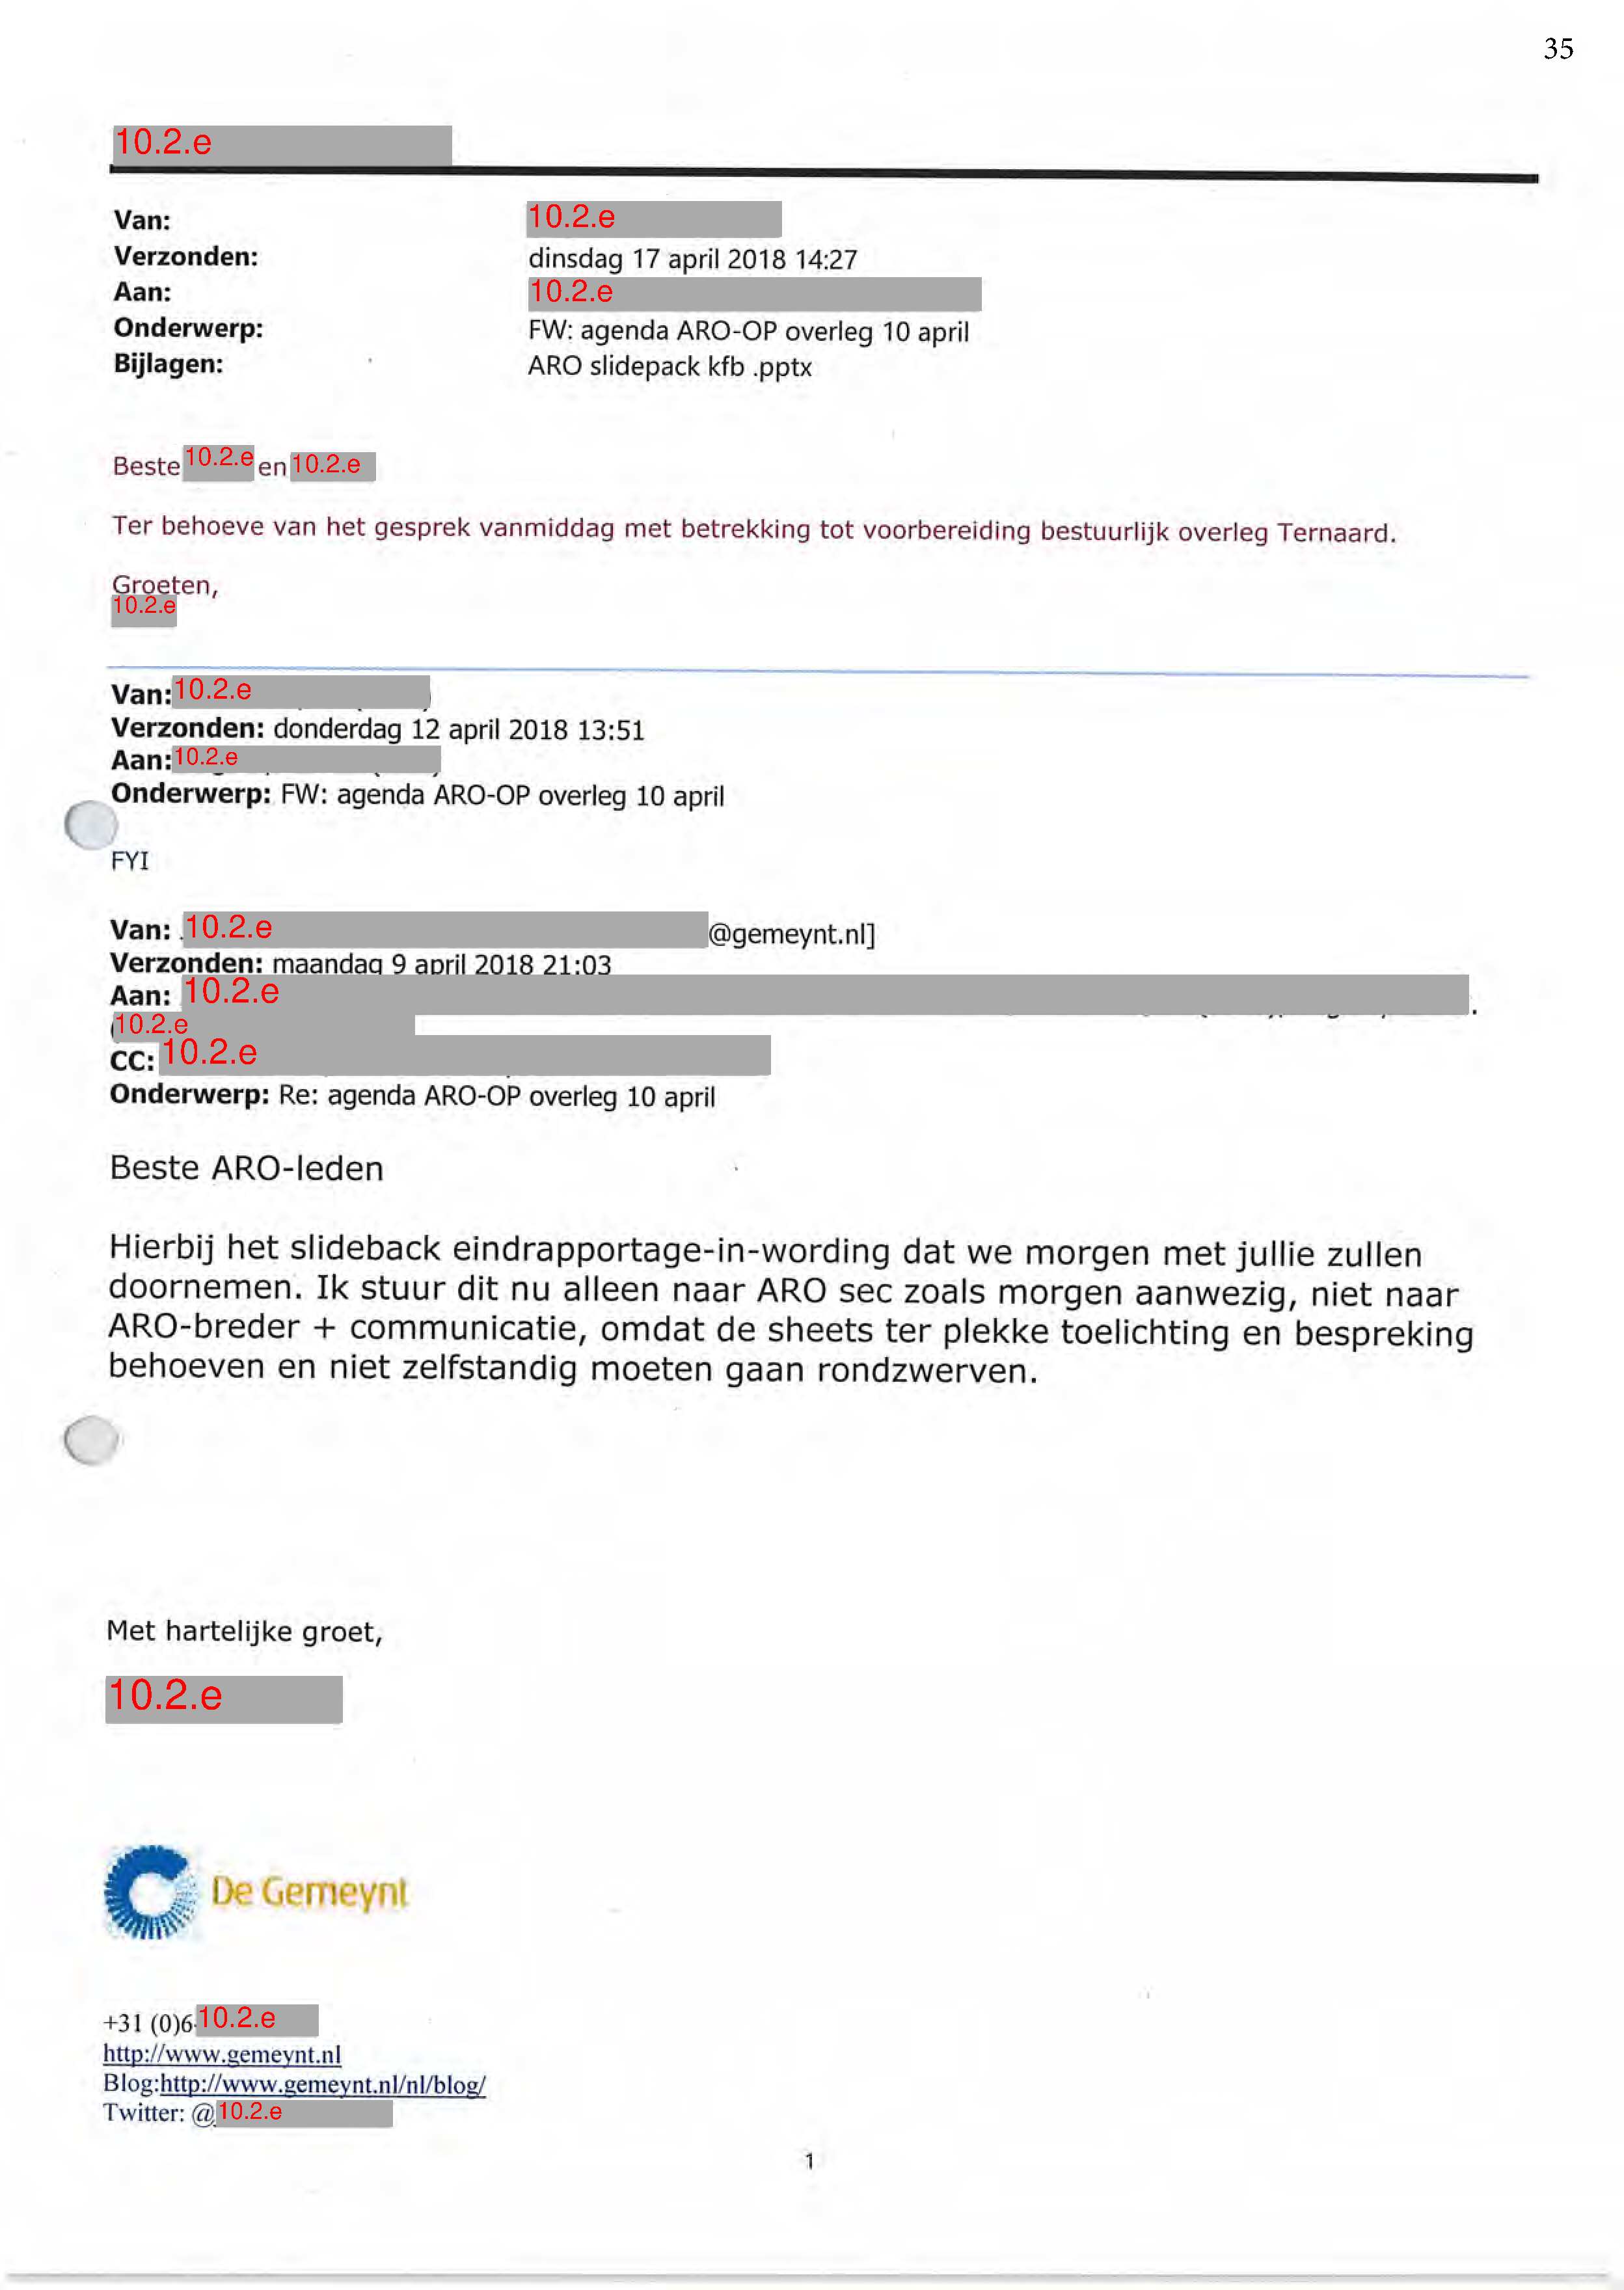 35
10.2.e
Van: 10.2.e
Verzonden: dinsdag 17 april 2018 14:27
Aan: 10.2.e
Onderwerp: FW: agenda ARO-OP overleg 10 april
Bijlagen: ARO slidepack kfb .pptx
Beste 10.2.e en 10.2.e
Ter behoeve van het gesprek vanmiddag met betrekking tot voorbereiding bestuurlijk overleg Ternaard.
Groeten,
10.2.e
Van: 10.2.e
Verzonden: donderdag 12 april 2018 13:51
Aan: 10.2.e
Onderwerp: FW: agenda ARO-OP overleg 10 april
FYI
Van: 10.2.e @gemeynt.nl]
Verzonden: maandag 9 april 2018 21:03
Aan: 10.2.e
(10.2.e
CC: 10.2.e
Onderwerp: Re: agenda ARO-OP overleg 10 april
Beste ARO-leden
Hierbij het slideback eindrapportage-in-wording dat we morgen met jullie zullen
doornemen. Ik stuur dit nu alleen naar ARO sec zoals morgen aanwezig, niet naar
ARO-breder + communicatie, omdat de sheets ter plekke toelichting en bespreking
behoeven en niet zelfstandig moeten gaan rondzwerven.
Met hartelijke groet,
10.2.e
De Gemeynt
+31 (0)6 10.2.e
http://www.gemeynt.nl
Blog:http://www.gemeynt.nl/nl/blog/
Twitter: @ 10.2.e
1